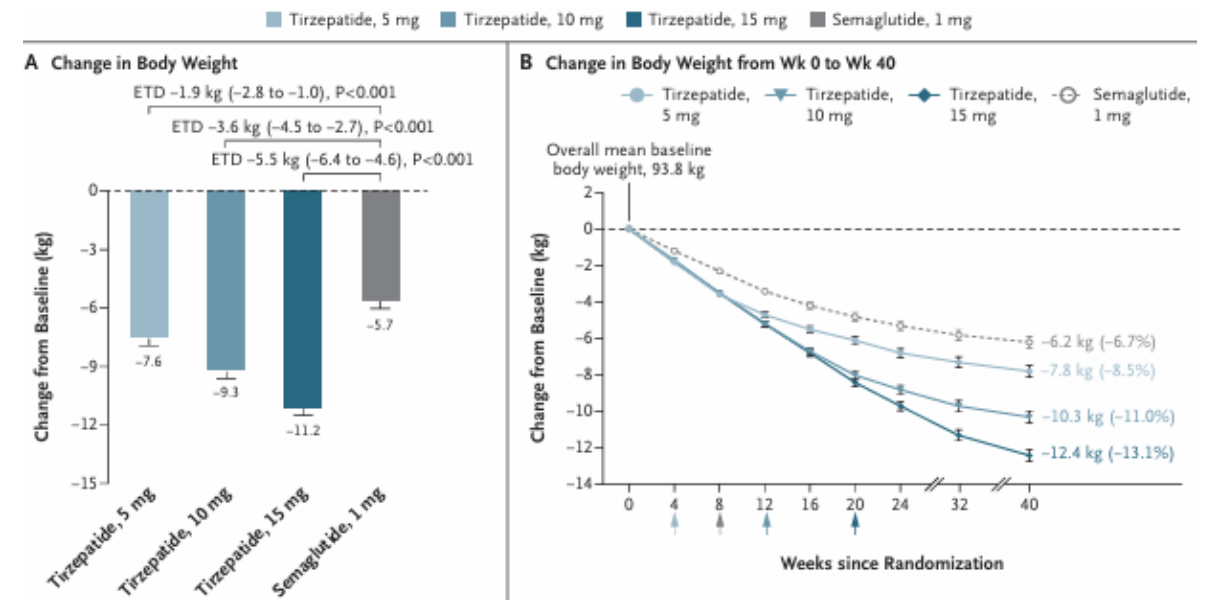 Tirzepatide, 5 mg Tirzepatide, 10 mg Tirzepatide, 15 mg Semaglutide, 1 mg
A Change in Body Weight
ETD –1.9 kg (–2.8 to –1.0), P<0.001
ETD –3.6 kg (–4.5 to –2.7), P<0.001
ETD –5.5 kg (–6.4 to –4.6), P<0.001
Change from Baseline (kg)
0
–3
–6
–9
–12
–15
–7.6
–9.3
–11.2
–5.7
Tirzepatide, 5 mg
Tirzepatide, 10 mg
Tirzepatide, 15 mg
Semaglutide, 1 mg
B Change in Body Weight from Wk 0 to Wk 40
Tirzepatide,
5 mg
Tirzepatide,
10 mg
Tirzepatide,
15 mg
Semaglutide,
1 mg
Overall mean baseline
body weight, 93.8 kg
Change from Baseline (kg)
2
0
–2
–4
–6
–8
–10
–12
–14
–6.2 kg (–6.7%)
–7.8 kg (–8.5%)
–10.3 kg (–11.0%)
–12.4 kg (–13.1%)
0 4 8 12 16 20 24 32 40
Weeks since Randomization